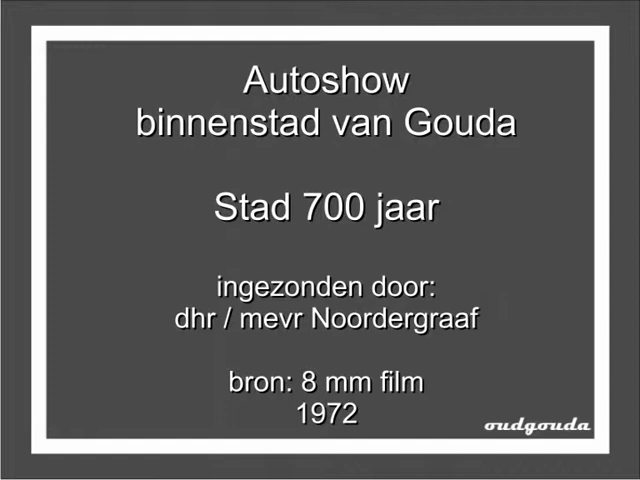 Autoshow
binnenstad van Gouda
Stad 700 jaar
ingezonden door:
dhr / mevr Noordergraaf
bron: 8 mm film
1972
oudgouda